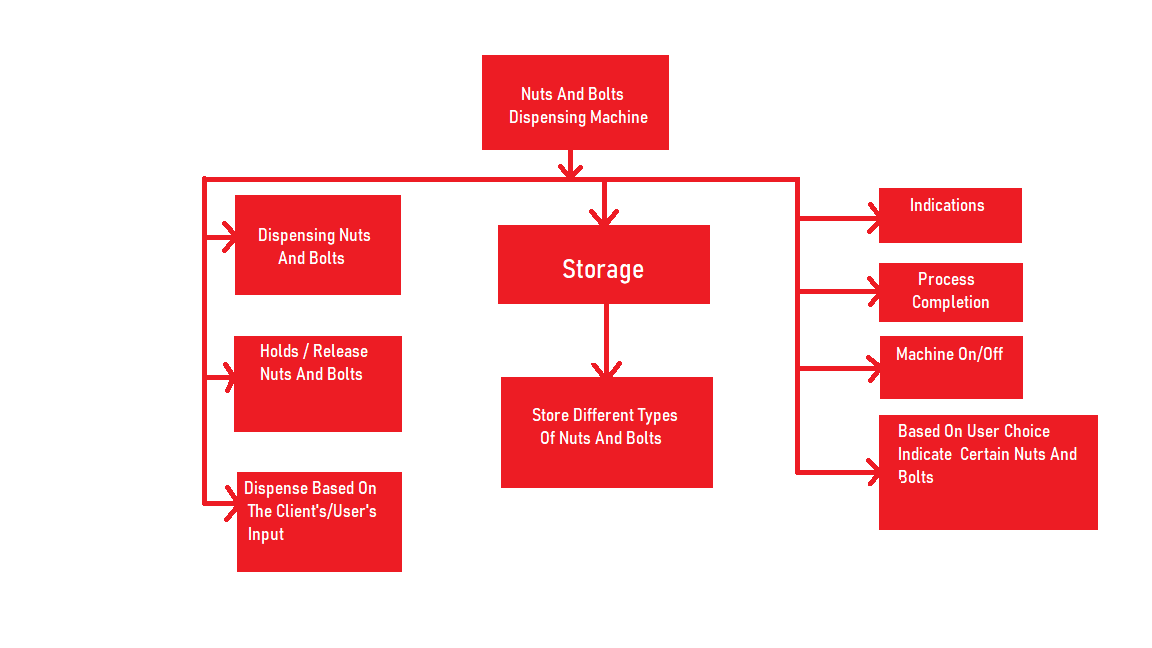 Nuts And Bolts
Dispensing Machine
Dispensing Nuts
And Bolts
Holds / Release
Nuts And Bolts
Dispense Based On
The Client's/User's
Input
Storage
Store Different Types
Of Nuts And Bolts
Indications
Process
Completion
Machine On/Off
Based On User Choice
Indicate Certain Nuts And
Bolts